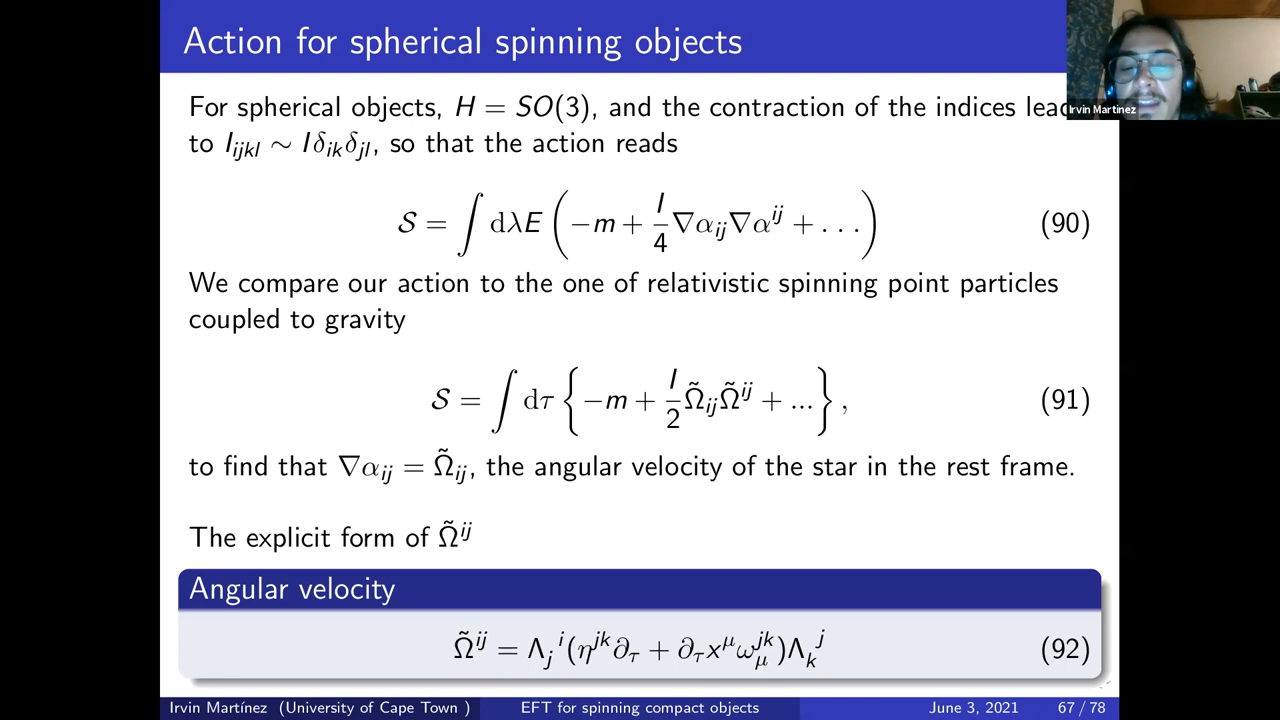 Action for spherical spinning objects
Irvin Martinez
For spherical objects, H = SO(3), and the contraction of the indices lead
to I_{ijkl} ∼ Iδ_{ik}δ_{jl}, so that the action reads
𝒮 = ∫ dλE (−m + I/4 ∇α_{ij}∇α^{ij} + . . .) (90)
We compare our action to the one of relativistic spinning point particles
coupled to gravity
𝒮 = ∫ dτ {−m + I/2 Ω̃_{ij}Ω̃^{ij} + ...} , (91)
to find that ∇α_{ij} = Ω̃_{ij}, the angular velocity of the star in the rest frame.
The explicit form of Ω̃^{ij}
Angular velocity
Ω̃^{ij} = Λ_j^i(η^{jk}∂_τ + ∂_τx^μω_μ^{jk})Λ_k^j (92)
Irvin Martínez (University of Cape Town ) EFT for spinning compact objects June 3, 2021 67 / 78